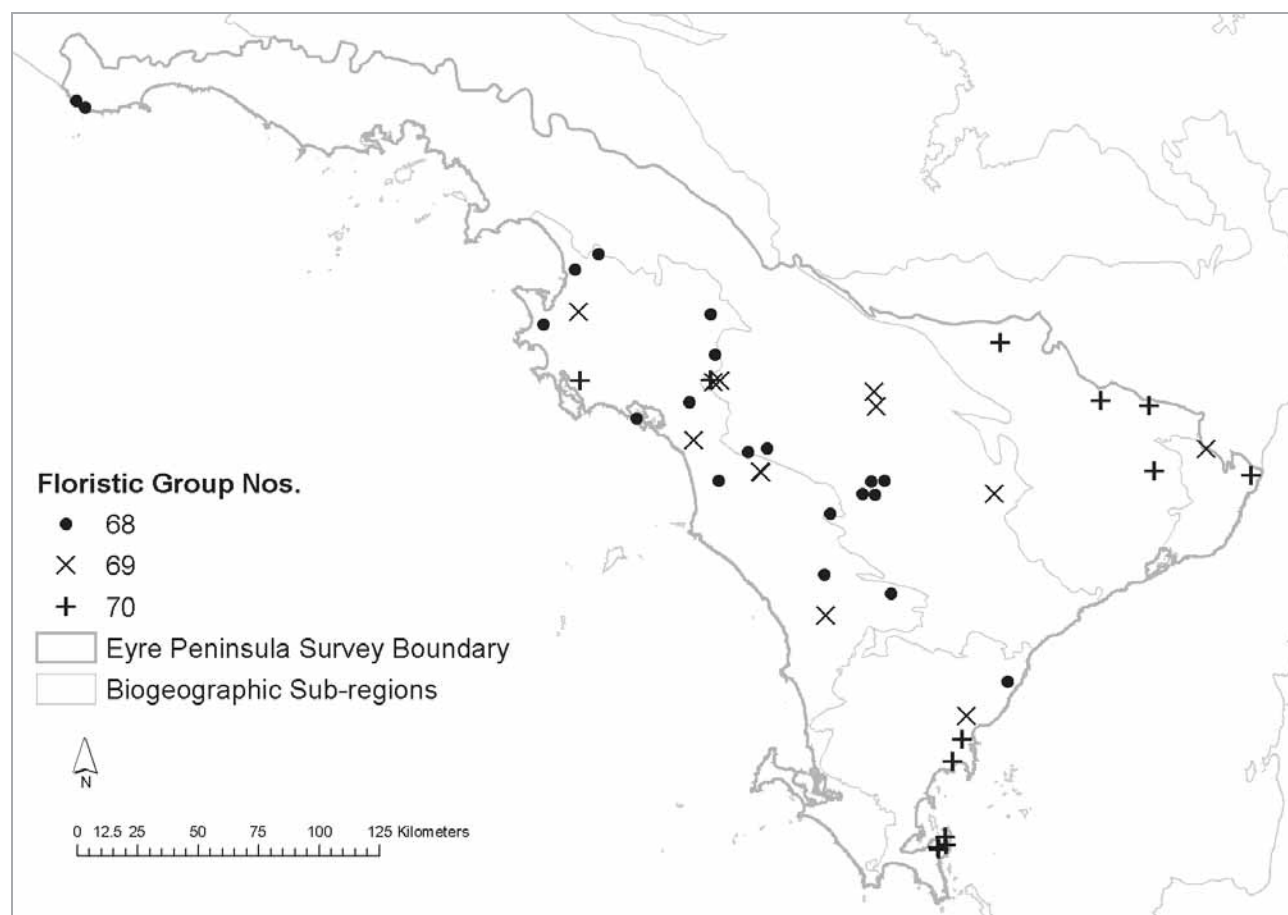 Floristic Group Nos.
68
69
70
Eyre Peninsula Survey Boundary
Biogeographic Sub-regions
N
0 12.5 25 50 75 100 125 Kilometers